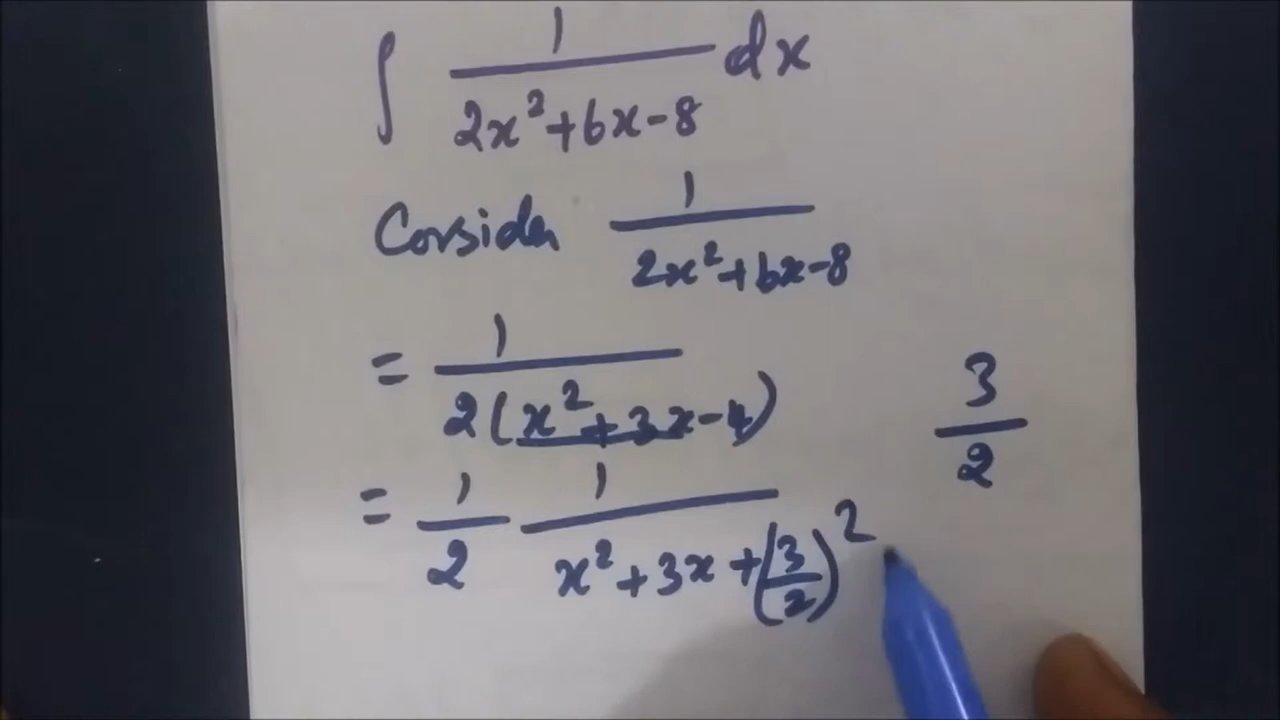 ∫ 1/(2x²+6x-8) dx
Consider 1/(2x²+6x-8)
= 1/(2(x²+3x-4))
3/2
= 1/2 1/(x²+3x+(3/2)²